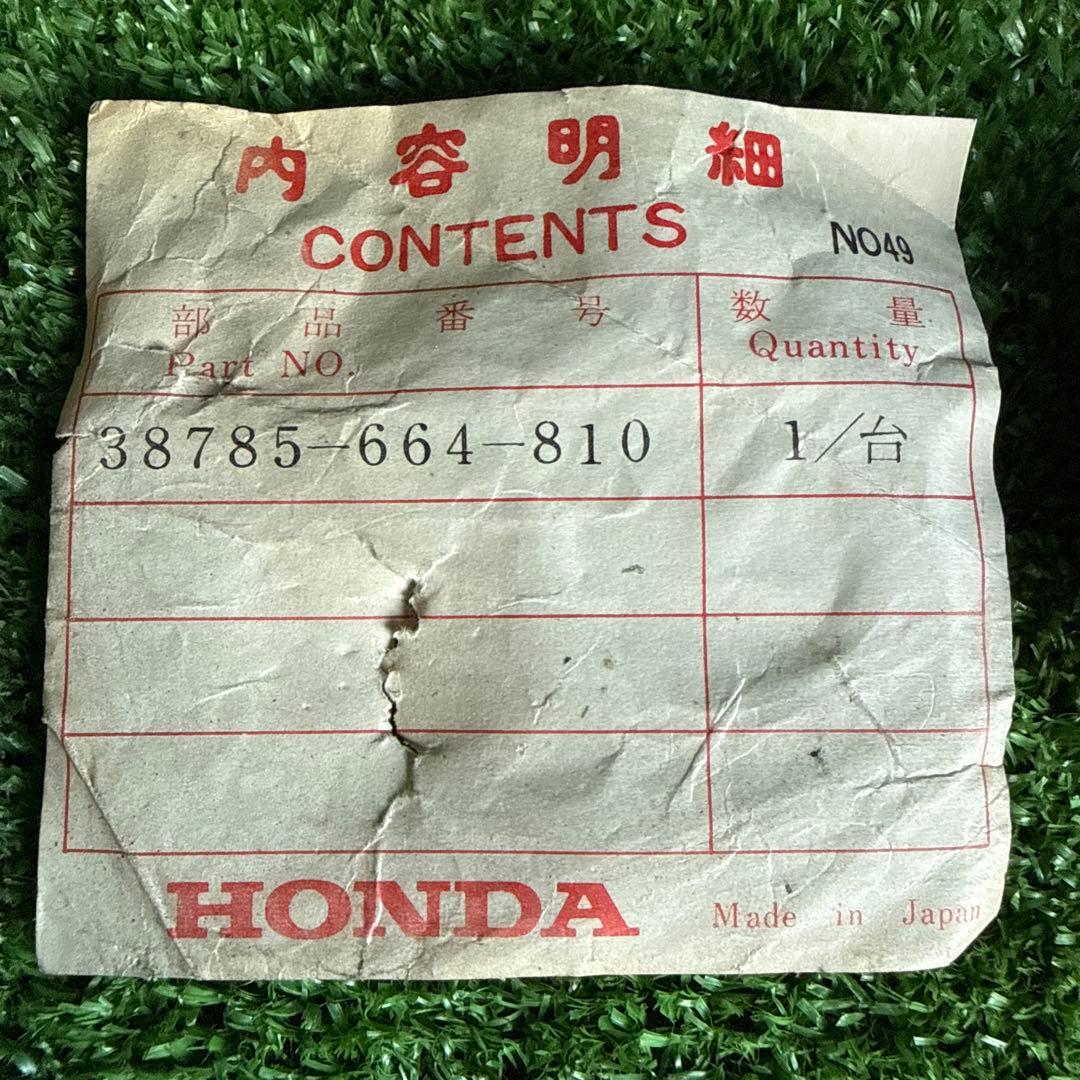 内容明細
CONTENTS
NO49
部品番号
Part NO.
数量
Quantity
38785-664-810
1/台
HONDA
Made in Japan